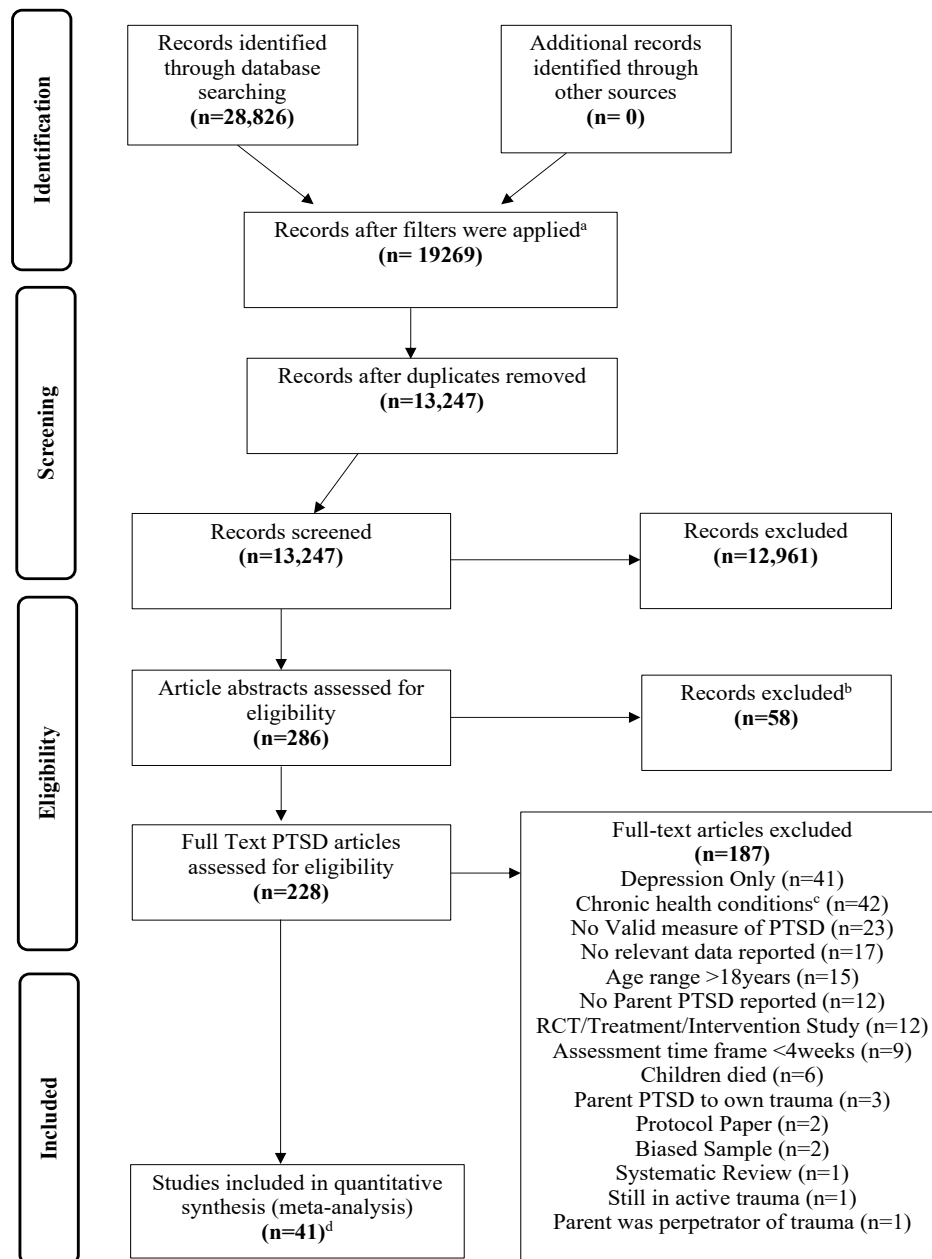 Identification
Records identified
through database
searching
(n=28,826)
Additional records
identified through
other sources
(n= 0)
Records after filters were appliedᵃ
(n= 19269)
Screening
Records after duplicates removed
(n=13,247)
Records screened
(n=13,247)
Records excluded
(n=12,961)
Eligibility
Article abstracts assessed for
eligibility
(n=286)
Records excludedᵇ
(n=58)
Full Text PTSD articles
assessed for eligibility
(n=228)
Full-text articles excluded
(n=187)
Depression Only (n=41)
Chronic health conditionsᶜ (n=42)
No Valid measure of PTSD (n=23)
No relevant data reported (n=17)
Age range >18years (n=15)
No Parent PTSD reported (n=12)
RCT/Treatment/Intervention Study (n=12)
Assessment time frame <4weeks (n=9)
Children died (n=6)
Parent PTSD to own trauma (n=3)
Protocol Paper (n=2)
Biased Sample (n=2)
Systematic Review (n=1)
Still in active trauma (n=1)
Parent was perpetrator of trauma (n=1)
Included
Studies included in quantitative
synthesis (meta-analysis)
(n=41)ᵈ